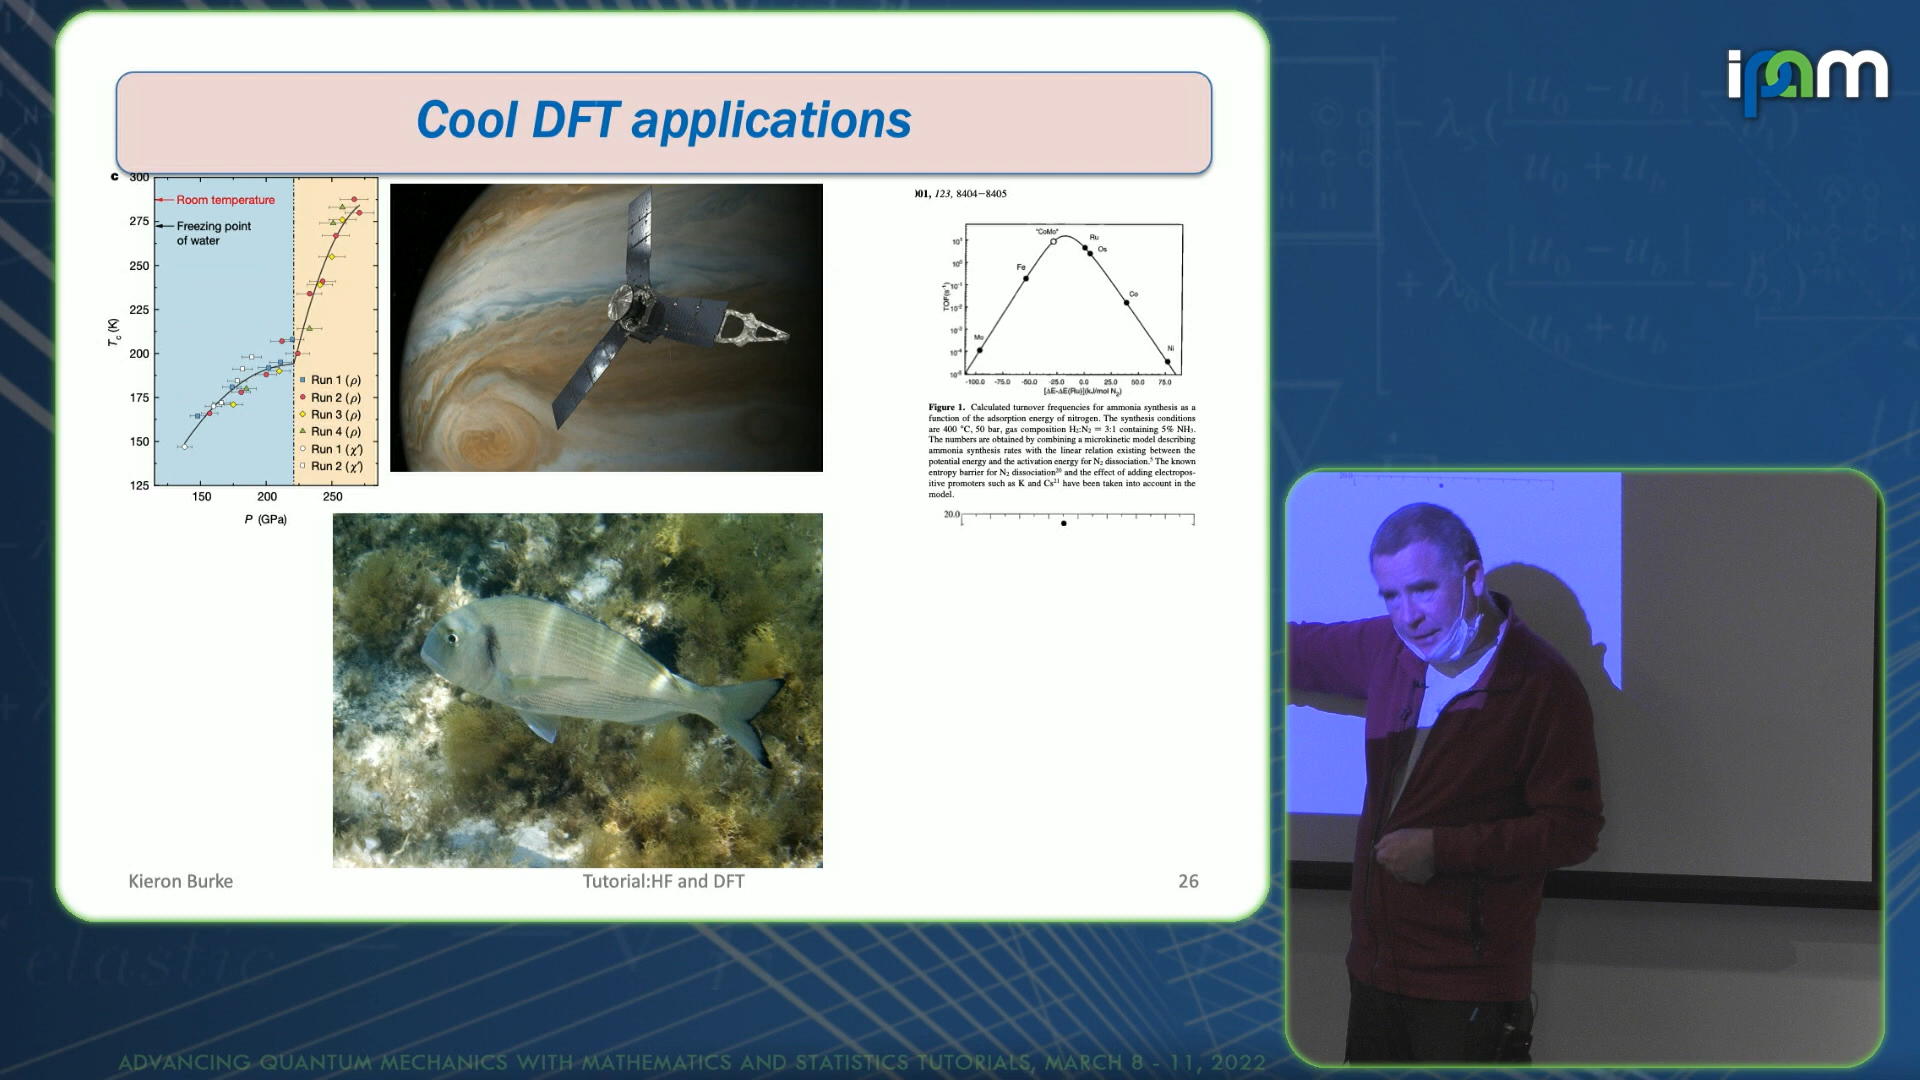 ipam
Cool DFT applications
c
300
275
250
225
200
175
150
125
T_c (K)
Room temperature
Freezing point
of water
Run 1 (ρ)
Run 2 (ρ)
Run 3 (ρ)
Run 4 (ρ)
Run 1 (χ′)
Run 2 (χ′)
150 200 250
P (GPa)
)01, 123, 8404−8405
"CoMo"
Ru
Os
Fe
Co
Mo
Ni
TOF(s⁻¹)
-100.0 -75.0 -50.0 -25.0 0.0 25.0 50.0 75.0
[ΔE-ΔE(Ru)](kJ/mol N₂)
Figure 1. Calculated turnover frequencies for ammonia synthesis as a
function of the adsorption energy of nitrogen. The synthesis conditions
are 400 °C, 50 bar, gas composition H₂:N₂ = 3:1 containing 5% NH₃.
The numbers are obtained by combining a microkinetic model describing
ammonia synthesis rates with the linear relation existing between the
potential energy and the activation energy for N₂ dissociation.⁵ The known
entropy barrier for N₂ dissociation²⁰ and the effect of adding electropos-
itive promoters such as K and Cs²¹ have been taken into account in the
model.
20.0
Kieron Burke
Tutorial:HF and DFT
26
elastic
ADVANCING QUANTUM MECHANICS WITH MATHEMATICS AND STATISTICS TUTORIALS, MARCH 8 - 11, 2022